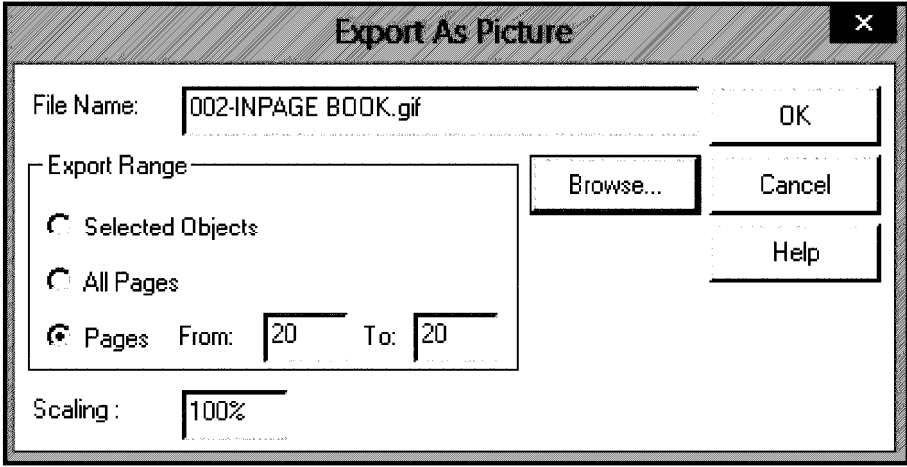 Export As Picture
File Name: 002-INPAGE BOOK.gif OK
Export Range
Browse... Cancel
Selected Objects
Help
All Pages
Pages From: 20 To: 20
Scaling : 100%